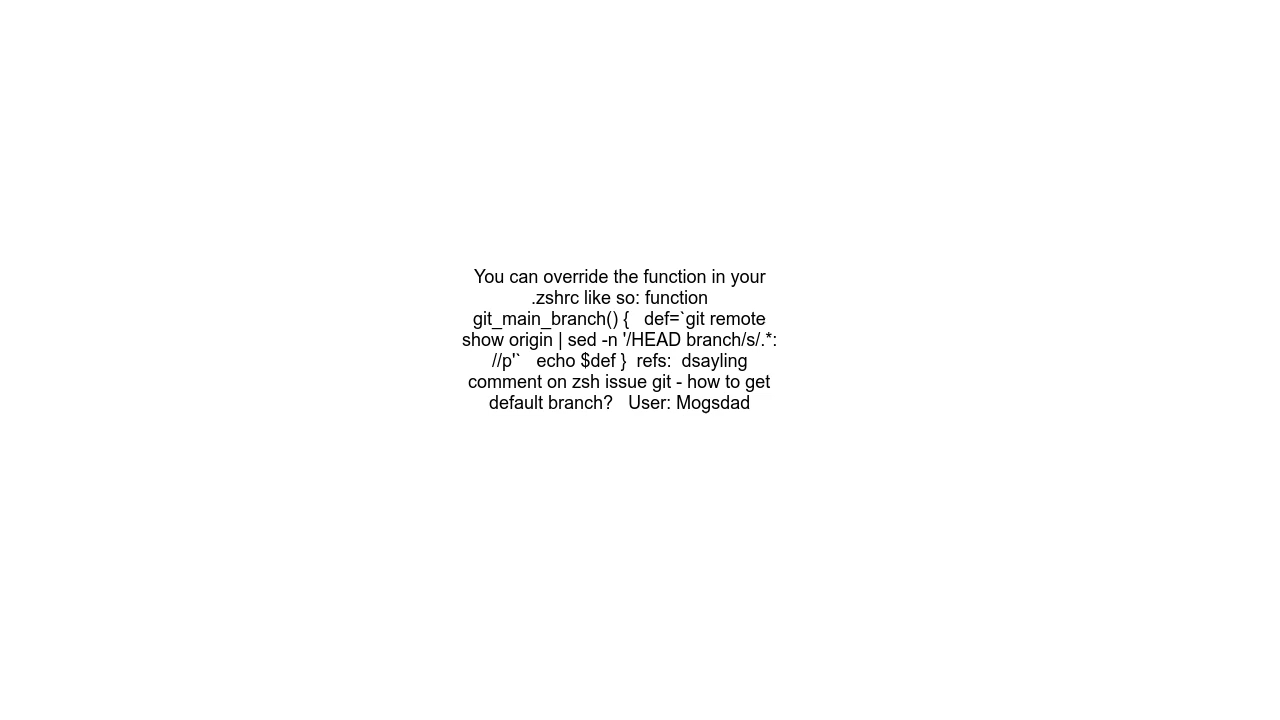 You can override the function in your
.zshrc like so: function
git_main_branch() {   def=`git remote
show origin | sed -n '/HEAD branch/s/.*:
//p'`   echo $def }  refs:  dsayling
comment on zsh issue git - how to get
default branch?   User: Mogsdad